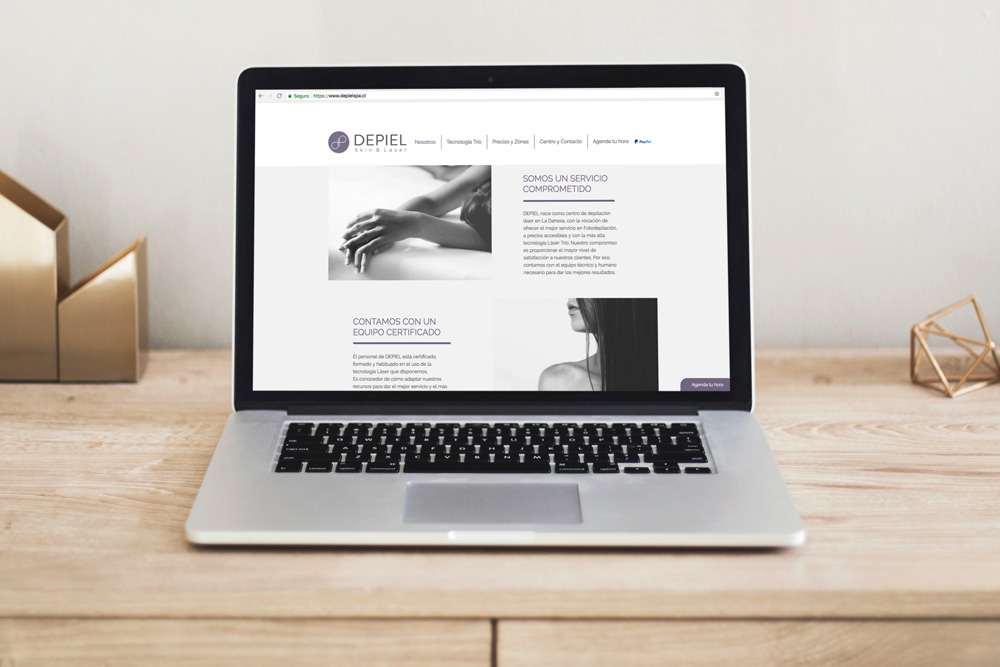 Seguro https://www.depielspa.cl
DEPIEL
Skin & Laser
Nosotros
Tecnología Trío
Precios y Zonas
Centro y Contacto
Agenda tu hora
PayPal
SOMOS UN SERVICIO
COMPROMETIDO
DEPIEL nace como centro de depilación
láser en La Dehesa, con la vocación de
ofrecer el mejor servicio en Fotodepilación,
a precios accesibles y con la más alta
tecnología Láser Trío. Nuestro compromiso
es proporcionar el mayor nivel de
satisfacción a nuestros clientes. Por eso,
contamos con el equipo técnico y humano
necesario para dar los mejores resultados.
CONTAMOS CON UN
EQUIPO CERTIFICADO
El personal de DEPIEL está certificado,
formado y habituado en el uso de la
tecnología Láser que disponemos.
Es conocedor de cómo adaptar nuestros
recursos para dar el mejor servicio y el más
Agenda tu hora